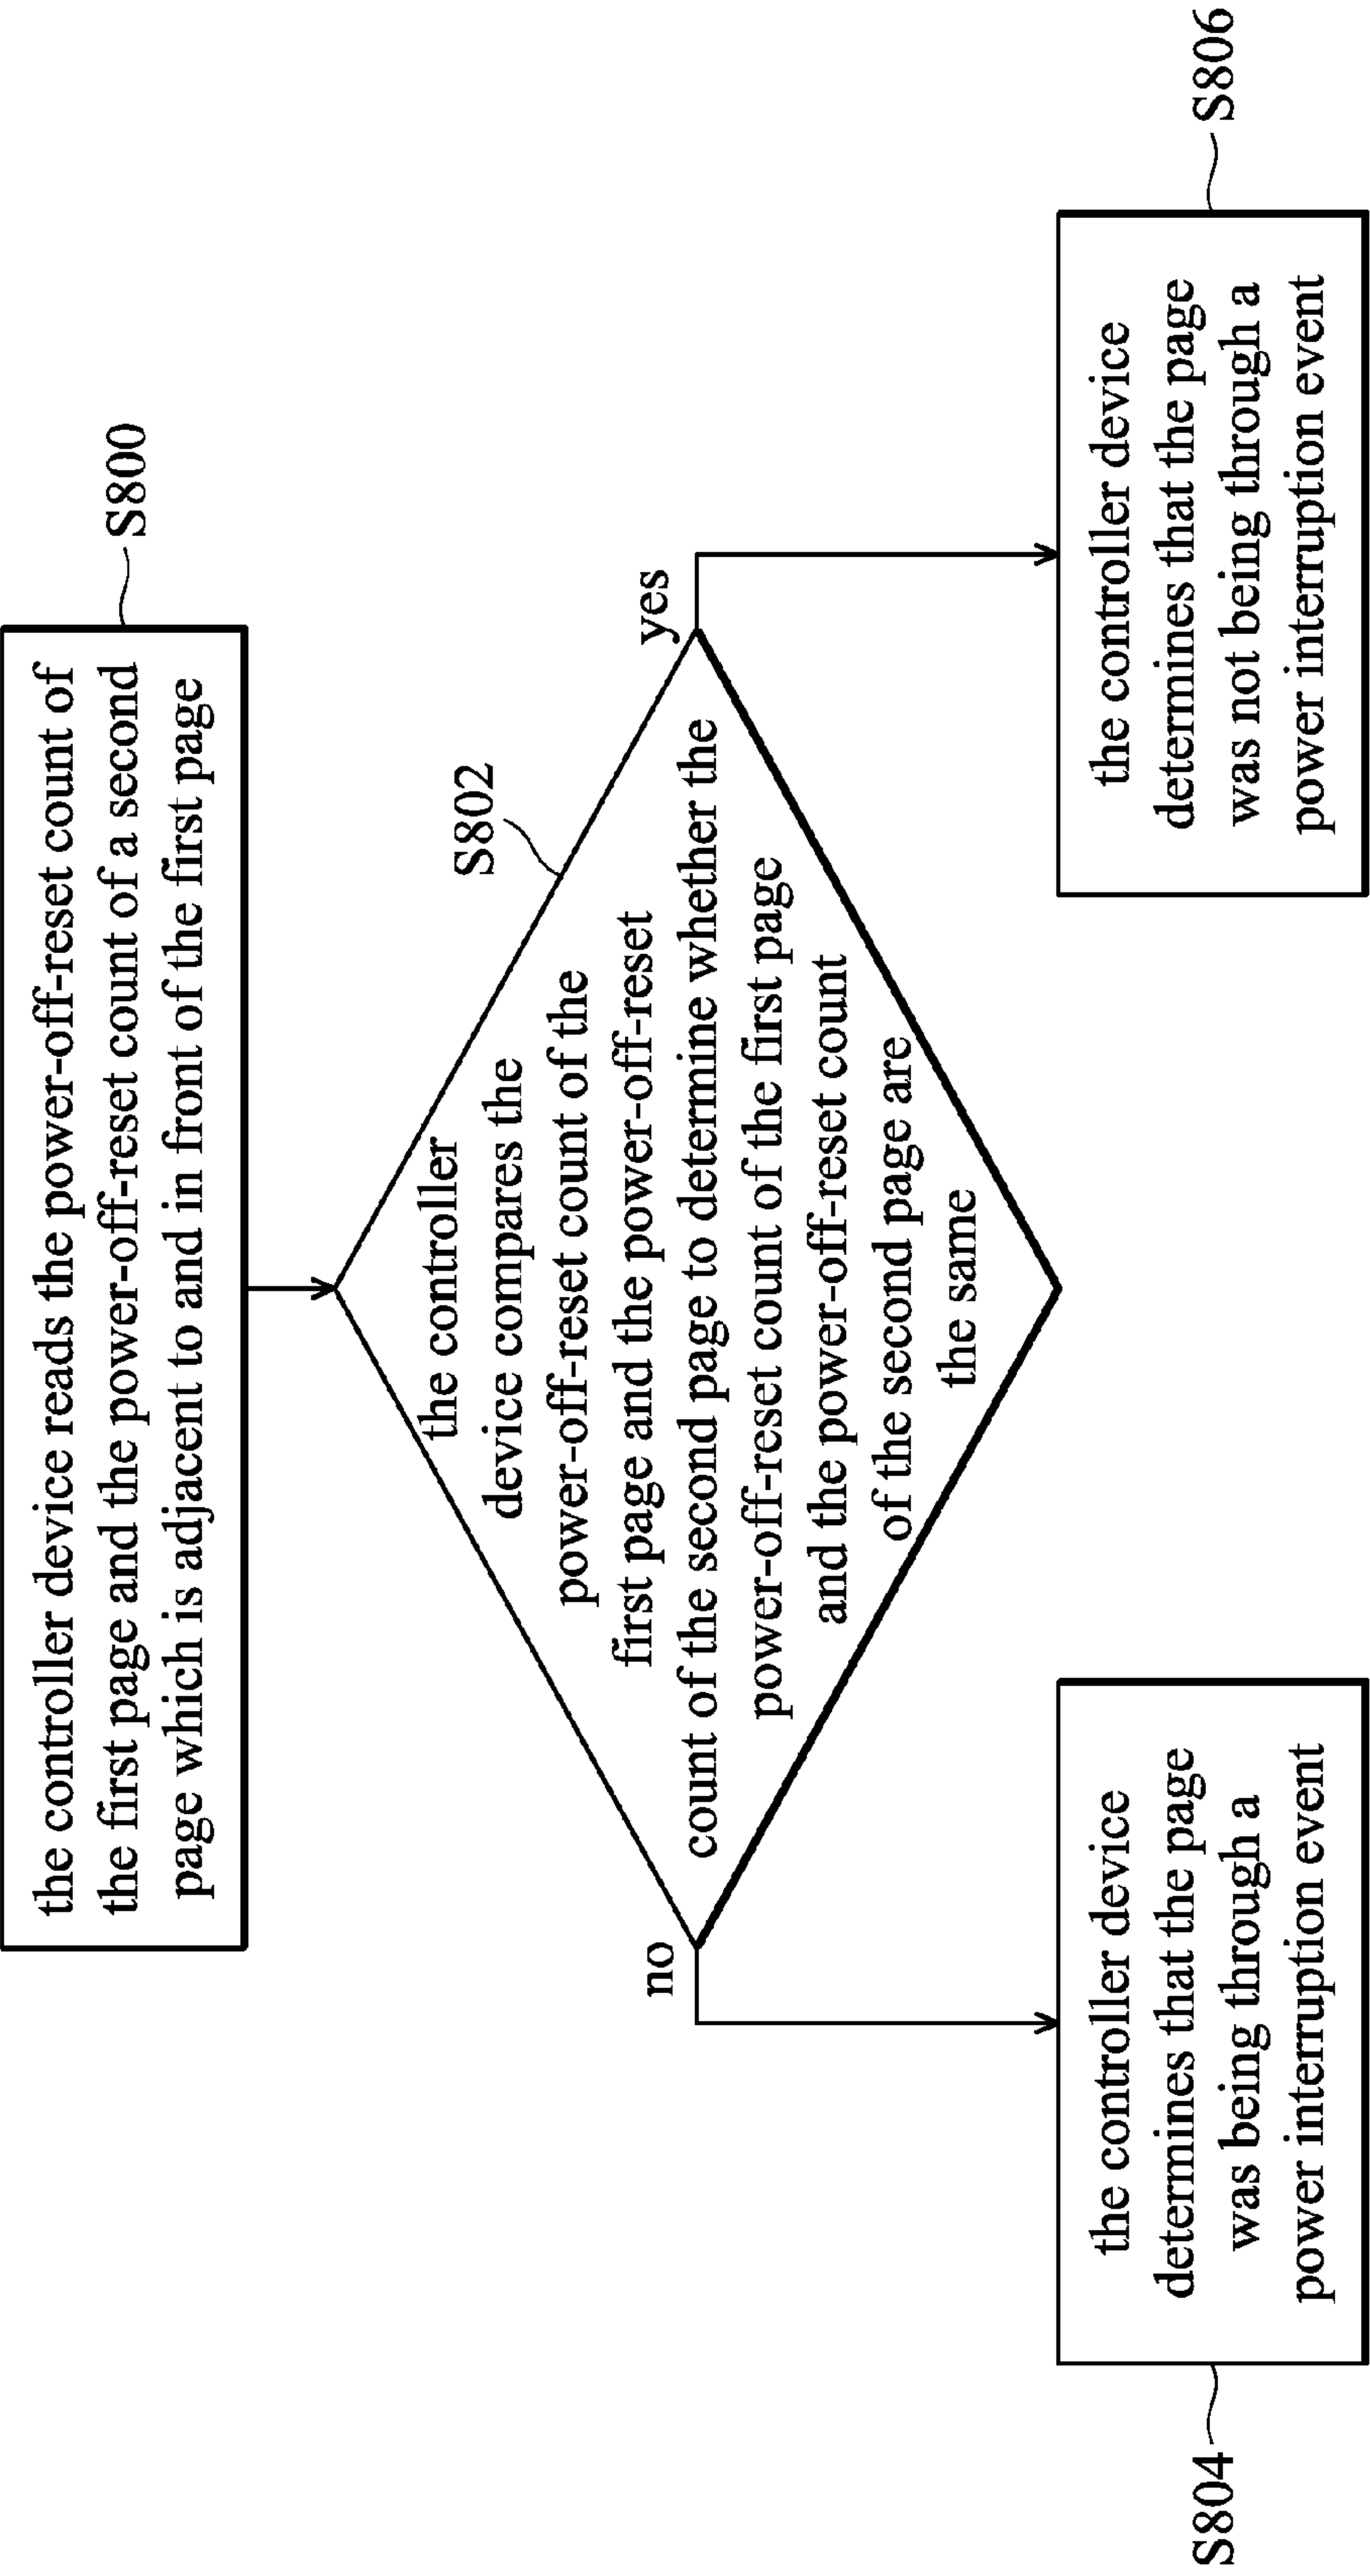 the controller device reads the power-off-reset count of
the first page and the power-off-reset count of a second
page which is adjacent to and in front of the first page
S800
S802
the controller
device compares the
power-off-reset count of the
first page and the power-off-reset
count of the second page to determine whether the
power-off-reset count of the first page
and the power-off-reset count
of the second page are
the same
no
yes
the controller device
determines that the page
was being through a
power interruption event
S804
the controller device
determines that the page
was not being through a
power interruption event
S806